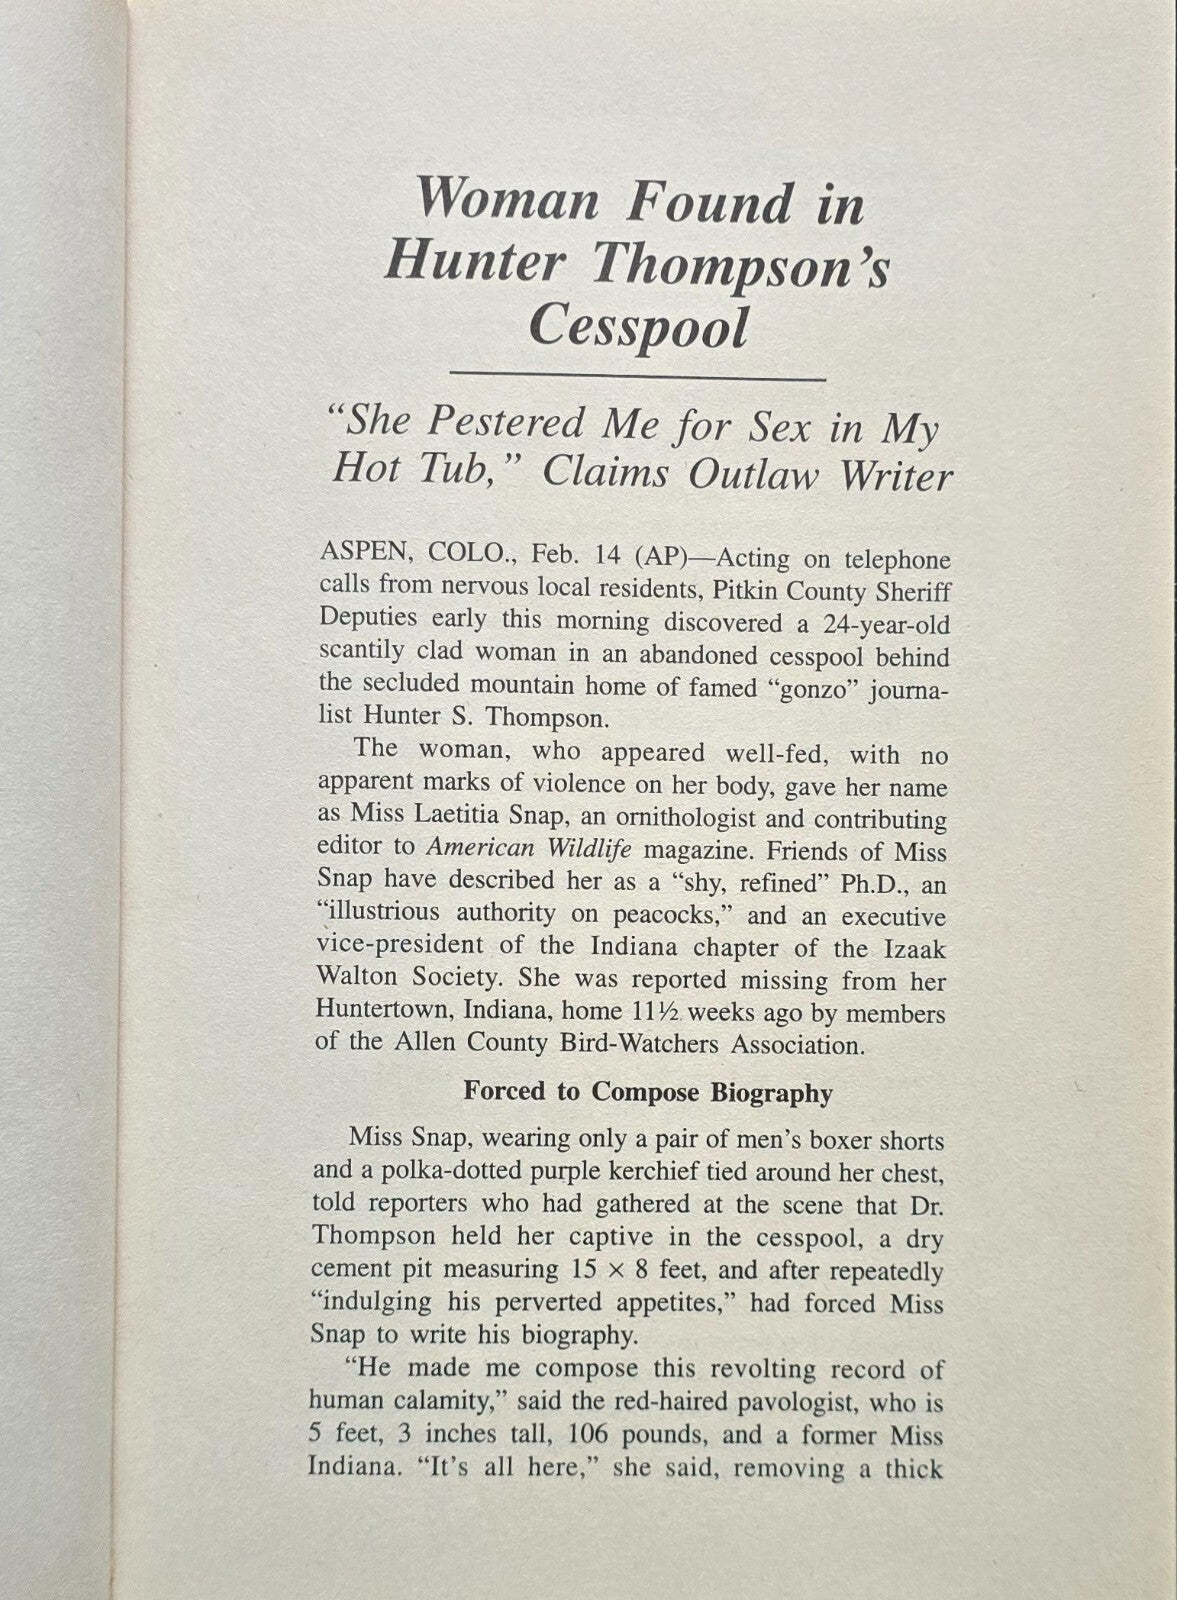 Woman Found in
Hunter Thompson's
Cesspool
“She Pestered Me for Sex in My
Hot Tub,” Claims Outlaw Writer
ASPEN, COLO., Feb. 14 (AP)—Acting on telephone
calls from nervous local residents, Pitkin County Sheriff
Deputies early this morning discovered a 24-year-old
scantily clad woman in an abandoned cesspool behind
the secluded mountain home of famed “gonzo” journa-
list Hunter S. Thompson.
The woman, who appeared well-fed, with no
apparent marks of violence on her body, gave her name
as Miss Laetitia Snap, an ornithologist and contributing
editor to American Wildlife magazine. Friends of Miss
Snap have described her as a “shy, refined” Ph.D., an
“illustrious authority on peacocks,” and an executive
vice-president of the Indiana chapter of the Izaak
Walton Society. She was reported missing from her
Huntertown, Indiana, home 11½ weeks ago by members
of the Allen County Bird-Watchers Association.
Forced to Compose Biography
Miss Snap, wearing only a pair of men's boxer shorts
and a polka-dotted purple kerchief tied around her chest,
told reporters who had gathered at the scene that Dr.
Thompson held her captive in the cesspool, a dry
cement pit measuring 15 × 8 feet, and after repeatedly
“indulging his perverted appetites,” had forced Miss
Snap to write his biography.
“He made me compose this revolting record of
human calamity,” said the red-haired pavologist, who is
5 feet, 3 inches tall, 106 pounds, and a former Miss
Indiana. “It's all here,” she said, removing a thick